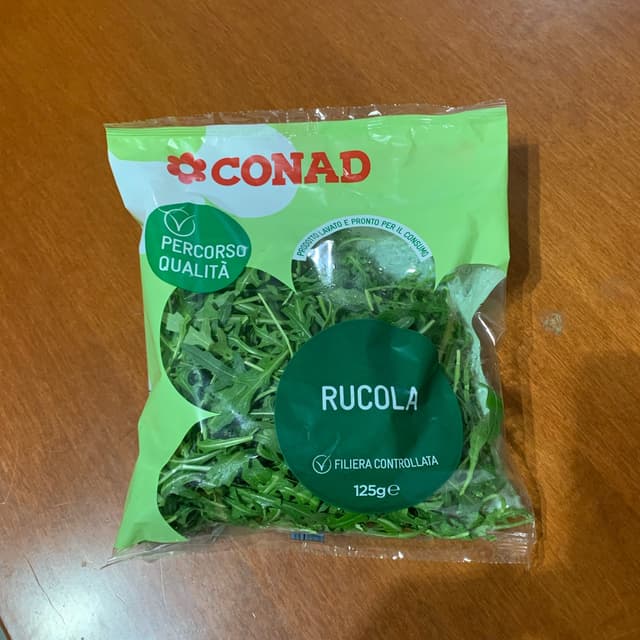 CONAD
PERCORSO
QUALITÀ
PRODOTTO LAVATO E PRONTO PER IL CONSUMO
RUCOLA
FILIERA CONTROLLATA
125g℮